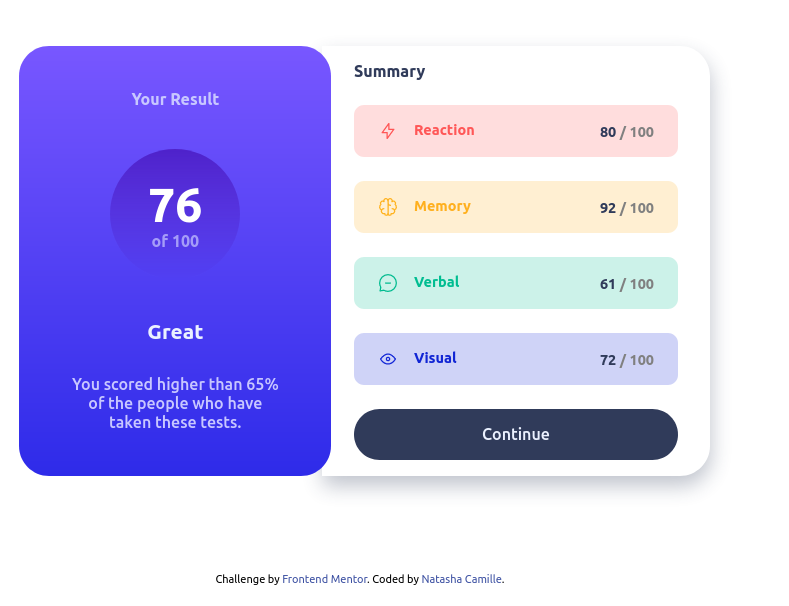 Your Result
76
of 100
Great
You scored higher than 65%
of the people who have
taken these tests.
Summary
Reaction 80 / 100
Memory 92 / 100
Verbal 61 / 100
Visual 72 / 100
Continue
Challenge by Frontend Mentor. Coded by Natasha Camille.